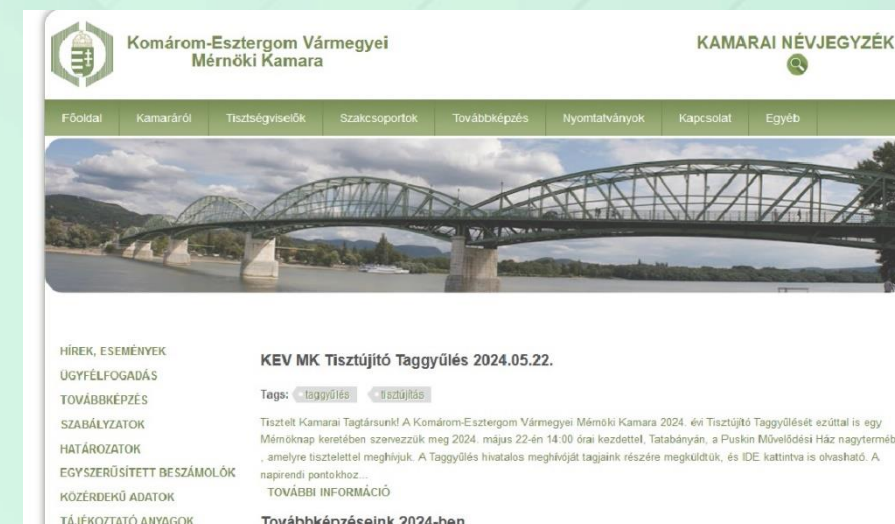 Komárom-Esztergom Vármegyei
Mérnöki Kamara
KAMARAI NÉVJEGYZÉK
Főoldal Kamaráról Tisztségviselők Szakcsoportok Továbbképzés Nyomtatványok Kapcsolat Egyéb
HÍREK, ESEMÉNYEK
ÜGYFÉLFOGADÁS
TOVÁBBKÉPZÉS
SZABÁLYZATOK
HATÁROZATOK
EGYSZERŰSÍTETT BESZÁMOLÓK
KÖZÉRDEKŰ ADATOK
TÁJÉKOZTATÓ ANYAGOK
KEV MK Tisztújító Taggyűlés 2024.05.22.
Tags: taggyűlés tisztújítás
Tisztelt Kamarai Tagtársunk! A Komárom-Esztergom Vármegyei Mérnöki Kamara 2024. évi Tisztújító Taggyűlését ezúttal is egy
Mérnöknap keretében szervezzük meg 2024. május 22-én 14:00 órai kezdettel, Tatabányán, a Puskin Művelődési Ház nagyterméb
, amelyre tisztelettel meghívjuk. A Taggyűlés hivatalos meghívóját tagjaink részére megküldtük, és IDE kattintva is olvasható. A
napirendi pontokhoz...
TOVÁBBI INFORMÁCIÓ
Továbbképzéseink 2024-ben